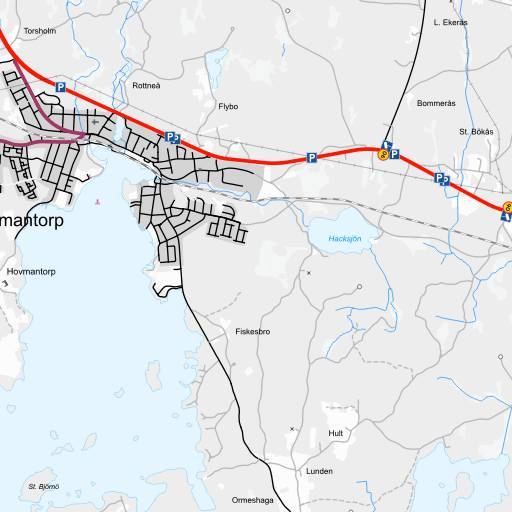 L. Ekerås
Torsholm
Rottneå
P
Flybo
Bommerås
St. Bökås
P
P
P
P
mantorp
Hacksjön
Hovmantorp
Fiskesbro
Hult
Lunden
St. Björnö
Ormeshaga